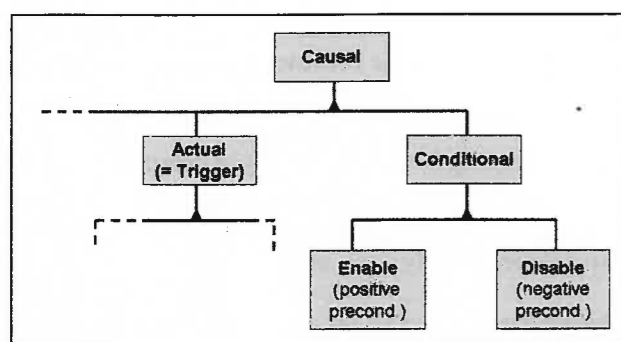 Causal
Actual
(= Trigger)
Conditional
Enable
(positive
precond.)
Disable
(negative
precond.)